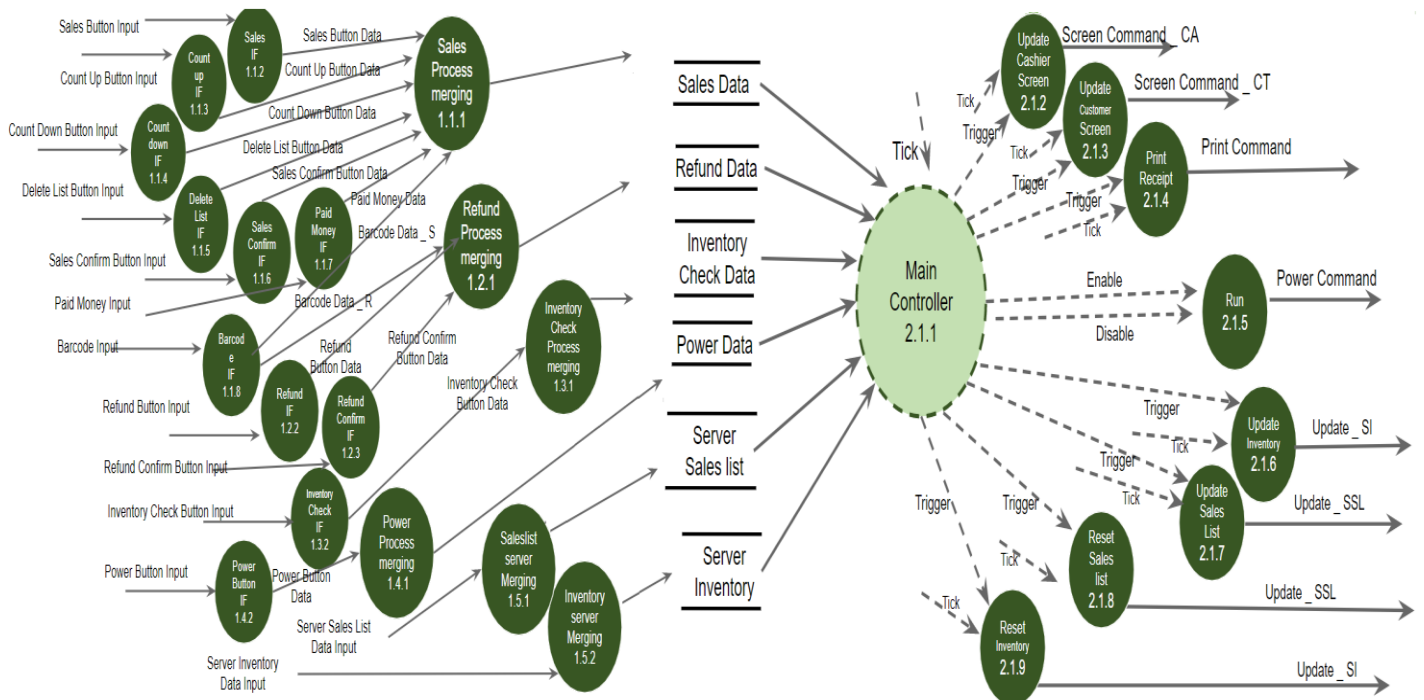 Sales Button Input
Sales
IF
1.1.2
Sales Button Data
Count Up Button Input
Count
up
IF
1.1.3
Count Up Button Data
Sales
Process
merging
1.1.1
Count Down Button Input
Count
down
IF
1.1.4
Count Down Button Data
Delete List Button Input
Delete
List
IF
1.1.5
Delete List Button Data
Sales Confirm Button Input
Sales
Confirm
IF
1.1.6
Sales Confirm Button Data
Paid Money Input
Paid
Money
IF
1.1.7
Paid Money Data
Barcode Input
Barcod
e
IF
1.1.8
Barcode Data _ S
Barcode Data _ R
Refund
Process
merging
1.2.1
Refund Button Input
Refund
IF
1.2.2
Refund
Button Data
Refund Confirm Button Input
Refund
Confirm
IF
1.2.3
Refund Confirm
Button Data
Inventory Check Button Input
Inventory
Check
IF
1.3.2
Inventory Check
Button Data
Inventory
Check
Process
merging
1.3.1
Power Button Input
Power
Button
IF
1.4.2
Power Button
Data
Power
Process
merging
1.4.1
Server Sales List
Data Input
Saleslist
server
Merging
1.5.1
Server Inventory
Data Input
Inventory
server
Merging
1.5.2
Sales Data
Refund Data
Inventory
Check Data
Power Data
Server
Sales list
Server
Inventory
Tick
Main
Controller
2.1.1
Tick
Trigger
Update
Cashier
Screen
2.1.2
Screen Command _ CA
Tick
Trigger
Update
Customer
Screen
2.1.3
Screen Command _ CT
Trigger
Tick
Print
Receipt
2.1.4
Print Command
Enable
Disable
Run
2.1.5
Power Command
Trigger
Tick
Update
Inventory
2.1.6
Update _ SI
Trigger
Tick
Update
Sales
List
2.1.7
Update _ SSL
Trigger
Tick
Reset
Sales
list
2.1.8
Update _ SSL
Trigger
Tick
Reset
Inventory
2.1.9
Update _ SI